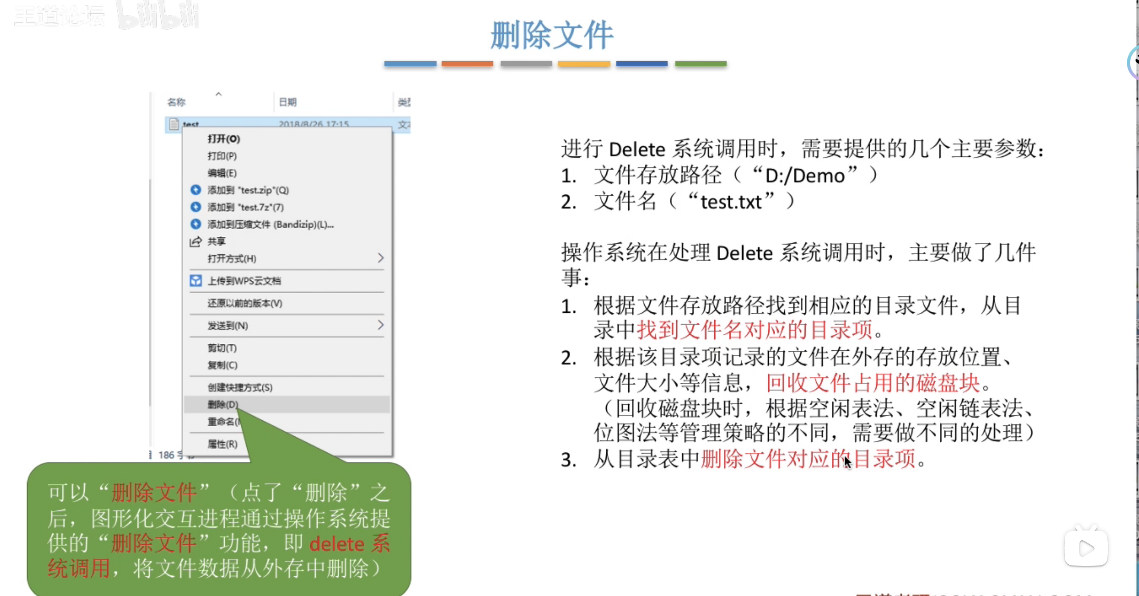 王道论坛 bilibili
删除文件
名称 日期 类型
test 2018/8/26 17:15 文
打开(O)
打印(P)
编辑(E)
添加到 "test.zip"(Q)
添加到 "test.7z"(7)
添加到压缩文件 (Bandizip)(L)...
共享
打开方式(H)
上传到WPS云文档
还原以前的版本(V)
发送到(N)
剪切(T)
复制(C)
创建快捷方式(S)
删除(D)
重命名(
属性(R)
186 字
可以“删除文件”（点了“删除”之
后，图形化交互进程通过操作系统提
供的“删除文件”功能，即 delete 系
统调用，将文件数据从外存中删除）
进行 Delete 系统调用时，需要提供的几个主要参数：
1. 文件存放路径（“D:/Demo”）
2. 文件名（“test.txt”）
操作系统在处理 Delete 系统调用时，主要做了几件
事：
1. 根据文件存放路径找到相应的目录文件，从目
录中找到文件名对应的目录项。
2. 根据该目录项记录的文件在外存的存放位置、
文件大小等信息，回收文件占用的磁盘块。
（回收磁盘块时，根据空闲表法、空闲链表法、
位图法等管理策略的不同，需要做不同的处理）
3. 从目录表中删除文件对应的目录项。